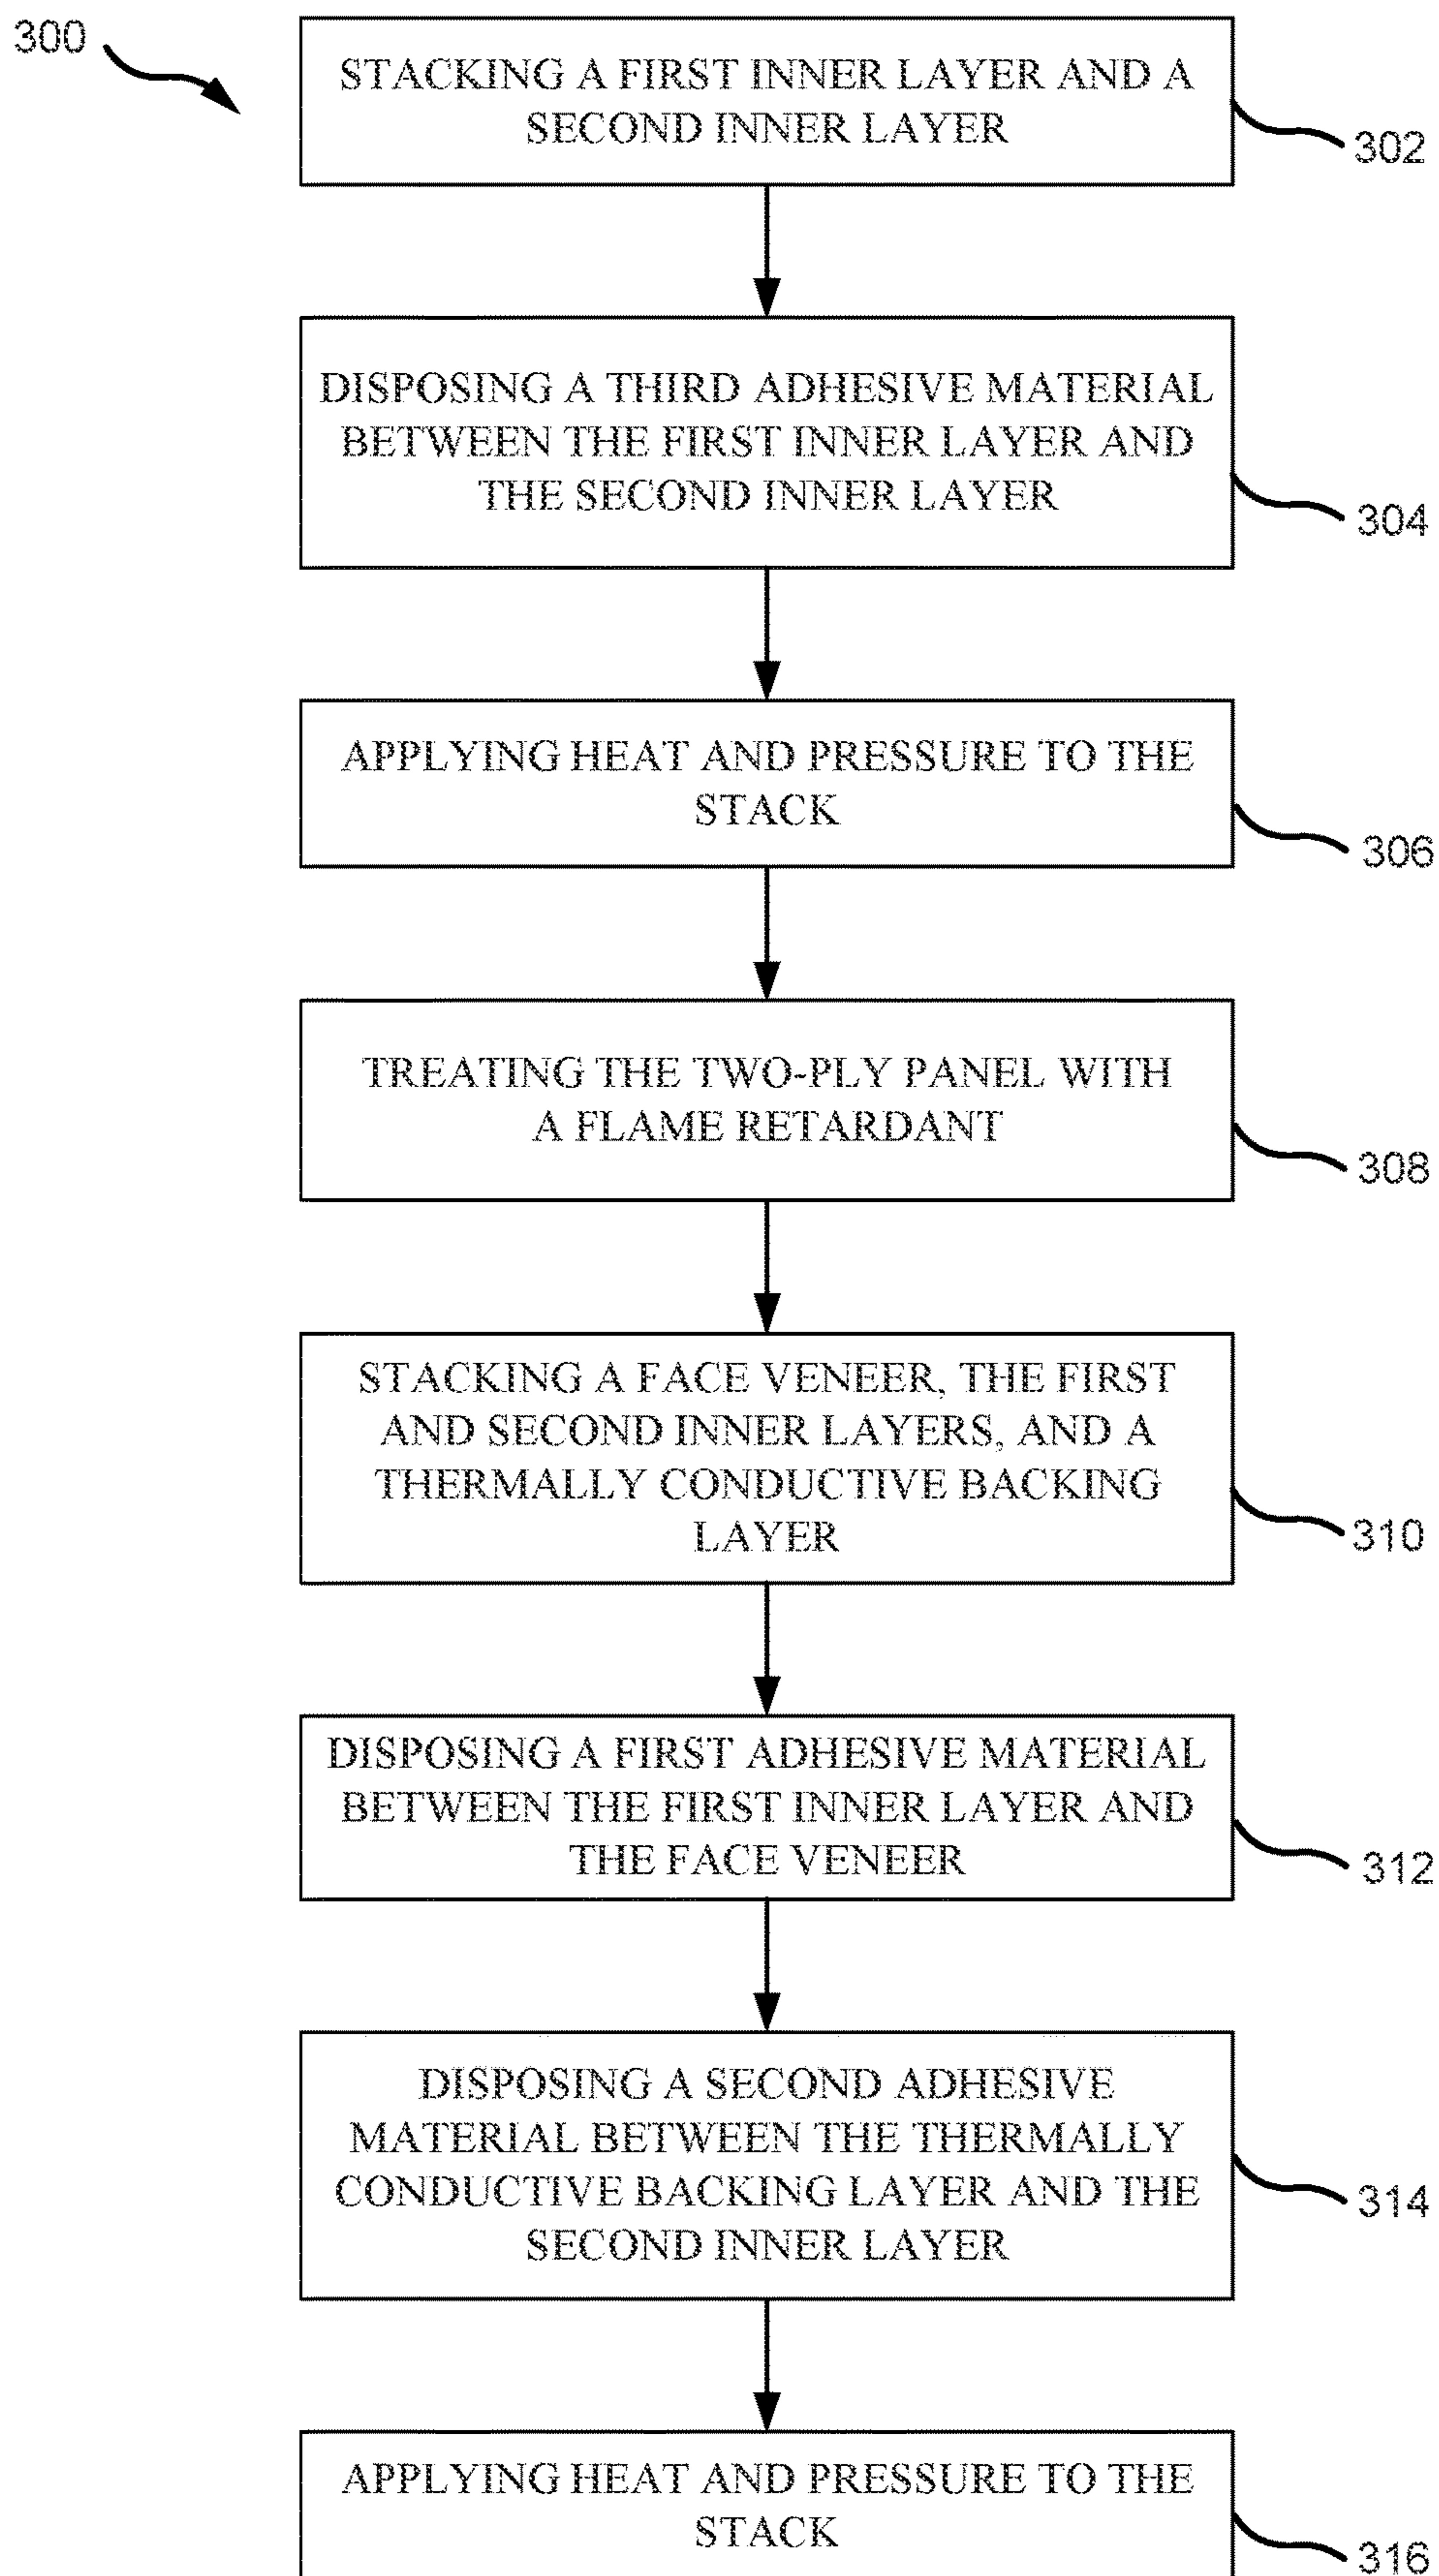 300
STACKING A FIRST INNER LAYER AND A
SECOND INNER LAYER
302
DISPOSING A THIRD ADHESIVE MATERIAL
BETWEEN THE FIRST INNER LAYER AND
THE SECOND INNER LAYER
304
APPLYING HEAT AND PRESSURE TO THE
STACK
306
TREATING THE TWO-PLY PANEL WITH
A FLAME RETARDANT
308
STACKING A FACE VENEER, THE FIRST
AND SECOND INNER LAYERS, AND A
THERMALLY CONDUCTIVE BACKING
LAYER
310
DISPOSING A FIRST ADHESIVE MATERIAL
BETWEEN THE FIRST INNER LAYER AND
THE FACE VENEER
312
DISPOSING A SECOND ADHESIVE
MATERIAL BETWEEN THE THERMALLY
CONDUCTIVE BACKING LAYER AND THE
SECOND INNER LAYER
314
APPLYING HEAT AND PRESSURE TO THE
STACK
316